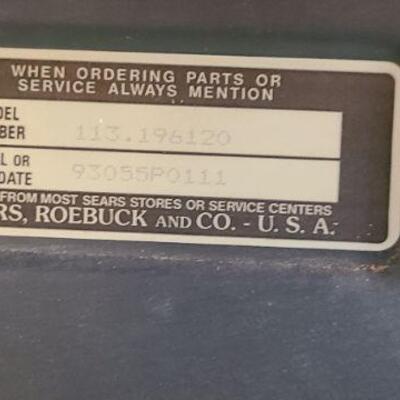 WHEN ORDERING PARTS OR
SERVICE ALWAYS MENTION
DEL
BER 113.196120
L OR
DATE 93055P0111
FROM MOST SEARS STORES OR SERVICE CENTERS
RS, ROEBUCK AND CO. - U. S. A.